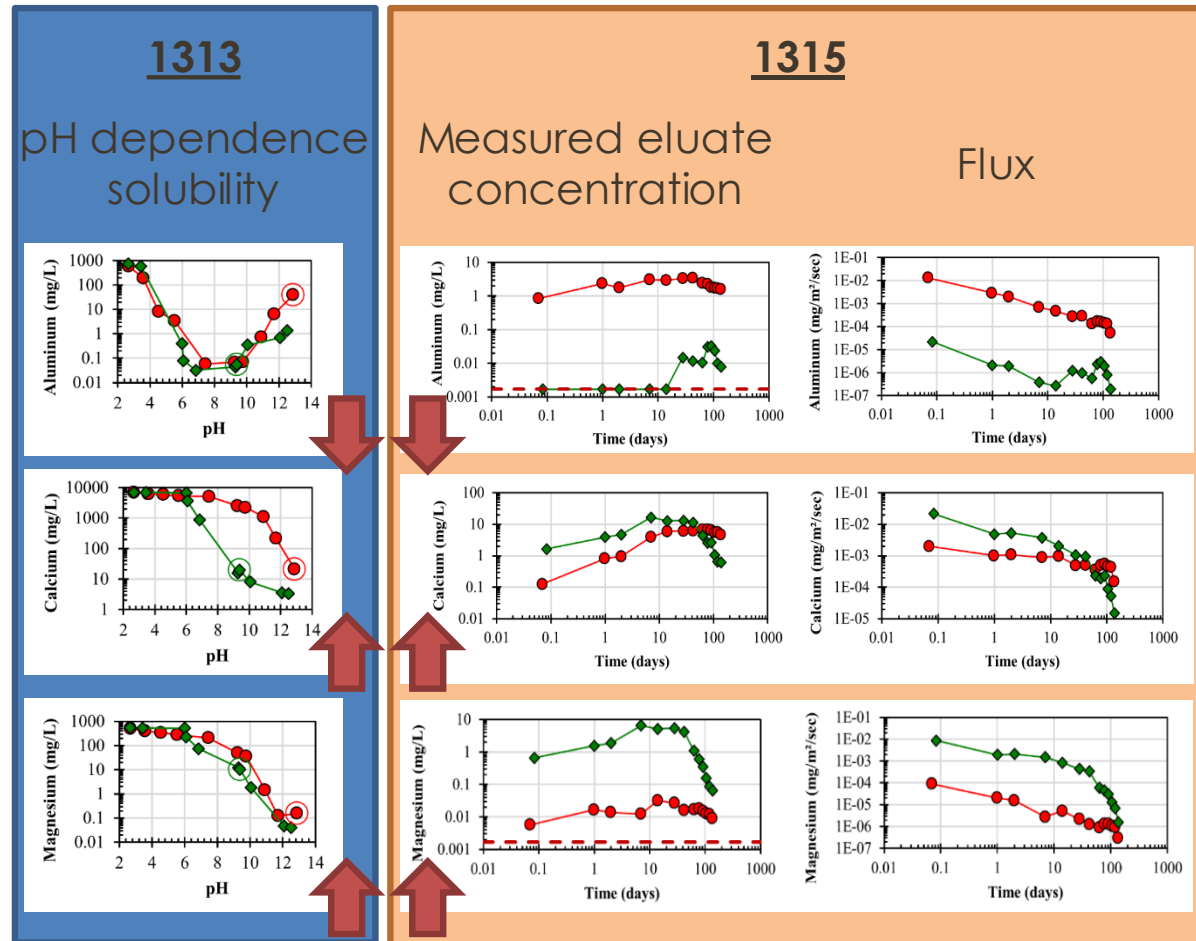 1313
pH dependence
solubility
1315
Measured eluate
concentration
Flux
Aluminum (mg/L)
1000
100
10
1
0.1
0.01
2 4 6 8 10 12 14
pH
Aluminum (mg/L)
10
1
0.1
0.01
0.001
0.01 0.1 1 10 100 1000
Time (days)
Aluminum (mg/m²/sec)
1E-01
1E-02
1E-03
1E-04
1E-05
1E-06
1E-07
0.01 0.1 1 10 100 1000
Time (days)
Calcium (mg/L)
10000
1000
100
10
1
2 4 6 8 10 12 14
pH
Calcium (mg/L)
100
10
1
0.1
0.01
0.01 0.1 1 10 100 1000
Time (days)
Calcium (mg/m²/sec)
1E-01
1E-02
1E-03
1E-04
1E-05
0.01 0.1 1 10 100 1000
Time (days)
Magnesium (mg/L)
1000
100
10
1
0.1
0.01
2 4 6 8 10 12 14
pH
Magnesium (mg/L)
10
1
0.1
0.01
0.001
0.1 1 10 100 1000
Time (days)
Magnesium (mg/m²/sec)
1E-01
1E-02
1E-03
1E-04
1E-05
1E-06
1E-07
0.01 0.1 1 10 100 1000
Time (days)